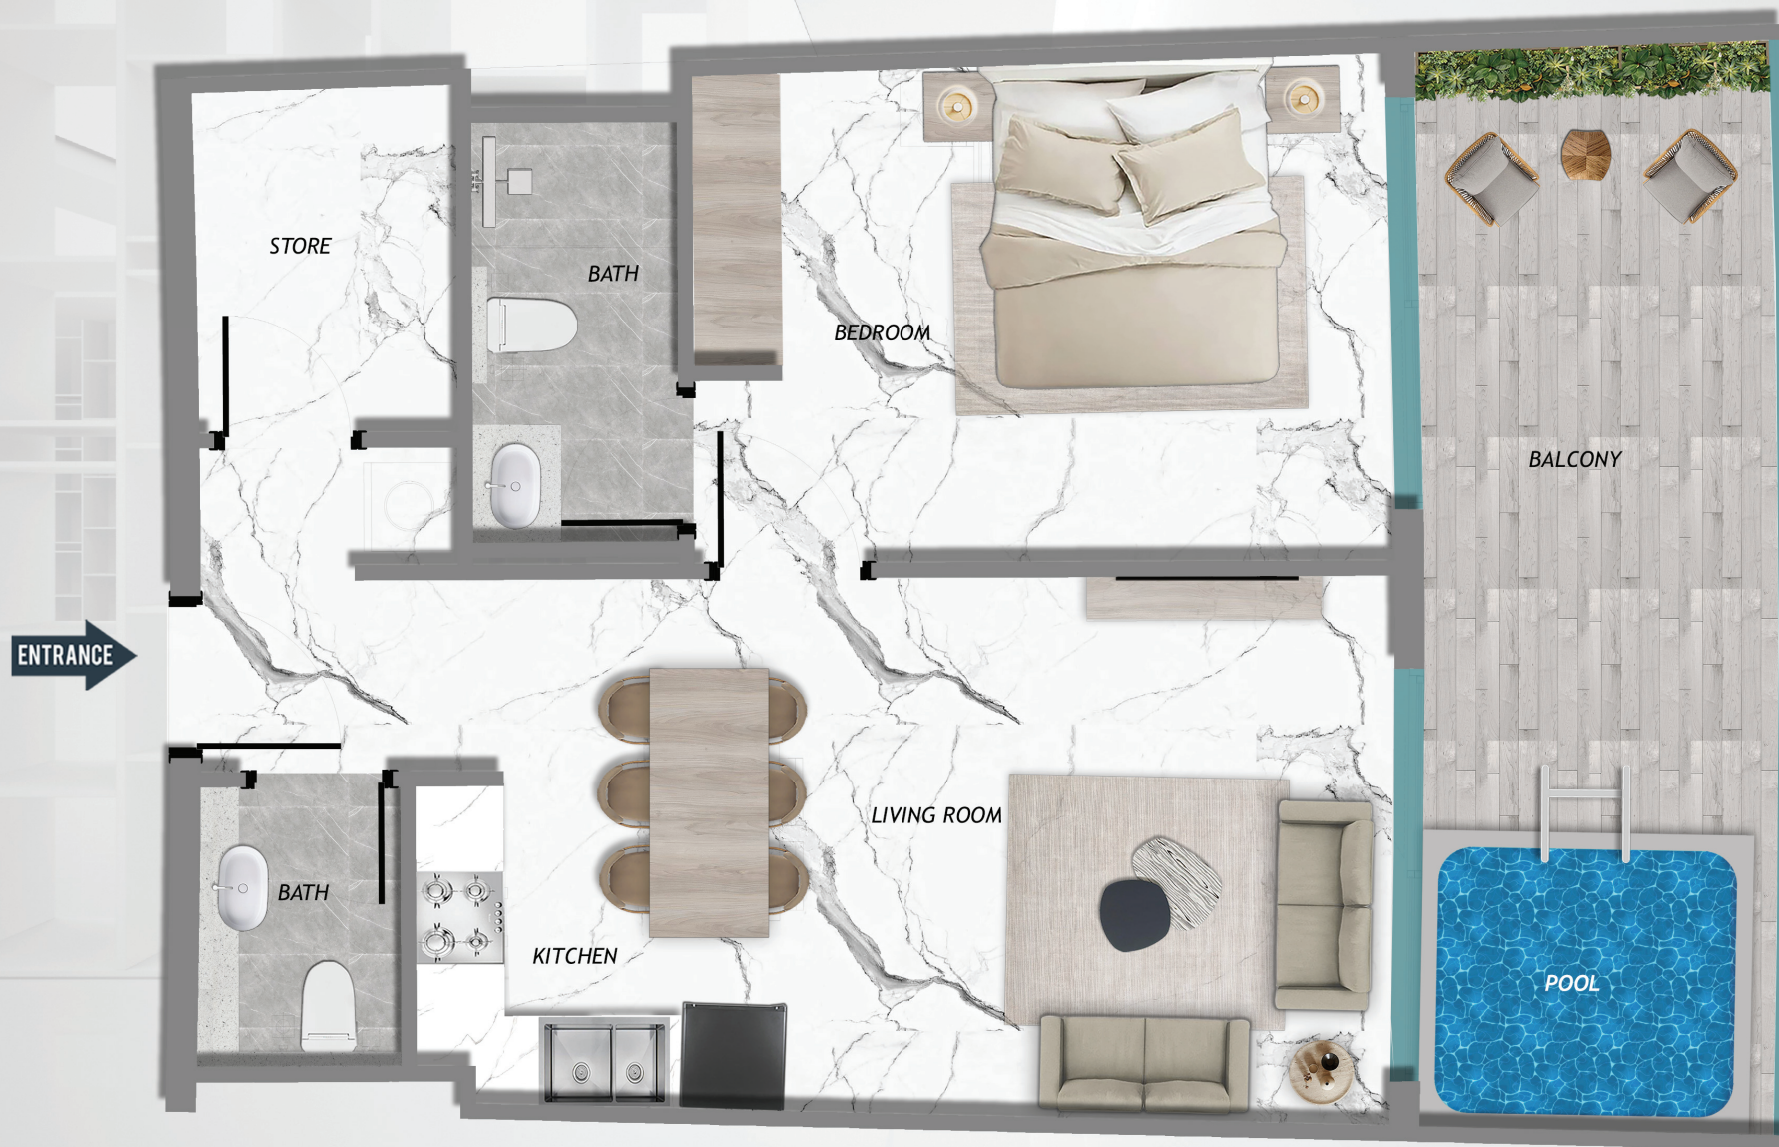 STORE
BATH
BEDROOM
BALCONY
ENTRANCE
LIVING ROOM
BATH
KITCHEN
POOL